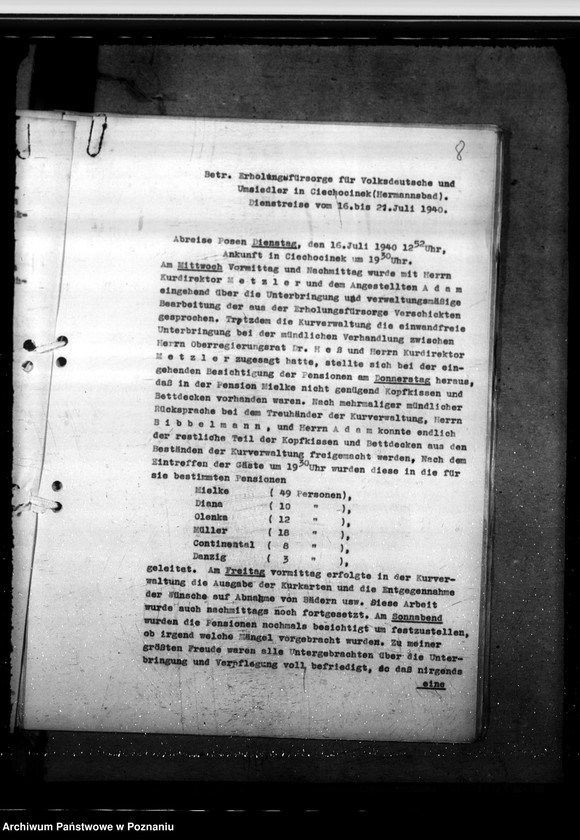 8
Betr. Erholungsfürsorge für Volksdeutsche und
Umsiedler in Ciechocinek(Hermannsbad).
Dienstreise vom 16.bis 21.Juli 1940.
Abreise Posen Dienstag, den 16.Juli 1940 12⁵²Uhr,
Ankunft in Ciechocinek um 19³⁰Uhr.
Am Mittwoch Vormittag und Nachmittag wurde mit Herrn
Kurdirektor M e t z l e r und dem Angestellten A d a m
eingehend über die Unterbringung und verwaltungsmäßige
Bearbeitung der aus der Erholungsfürsorge Verschickten
gesprochen. Trotzdem die Kurverwaltung die einwandfreie
Unterbringung bei der mündlichen Verhandlung zwischen
Herrn Oberregierungsrat Dr. H e ß und Herrn Kurdirektor
M e t z l e r zugesagt hatte, stellte sich bei der ein-
gehenden Besichtigung der Pensionen am Donnerstag heraus,
daß in der Pension Mielke nicht genügend Kopfkissen und
Bettdecken vorhanden waren. Nach mehrmaliger mündlicher
Rücksprache bei dem Treuhänder der Kurverwaltung, Herrn
B i b b e l m a n n , und Herrn A d a m konnte endlich
der restliche Teil der Kopfkissen und Bettdecken aus den
Beständen der Kurverwaltung freigemacht werden, Nach dem
Eintreffen der Gäste um 19³⁰Uhr wurden diese in die für
sie bestimmten Pensionen
Mielke ( 49 Personen),
Diana ( 10 " ),
Olenka ( 12 " ),
Müller ( 18 " ),
Continental ( 8 " ),
Danzig ( 3 " ),
geleitet. Am Freitag vormittag erfolgte in der Kurver-
waltung die Ausgabe der Kurkarten und die Entgegennahme
der Wünsche auf Abnahme von Bädern usw. Diese Arbeit
wurde auch nachmittags noch fortgesetzt. Am Sonnabend
wurden die Pensionen nochmals besichtigt um festzustellen,
ob irgend welche Mängel vorgebracht wurden. Zu meiner
größten Freude waren alle Untergebrachten über die Unter-
bringung und Verpflegung voll befriedigt, so daß nirgends
eine
Archiwum Państwowe w Poznaniu